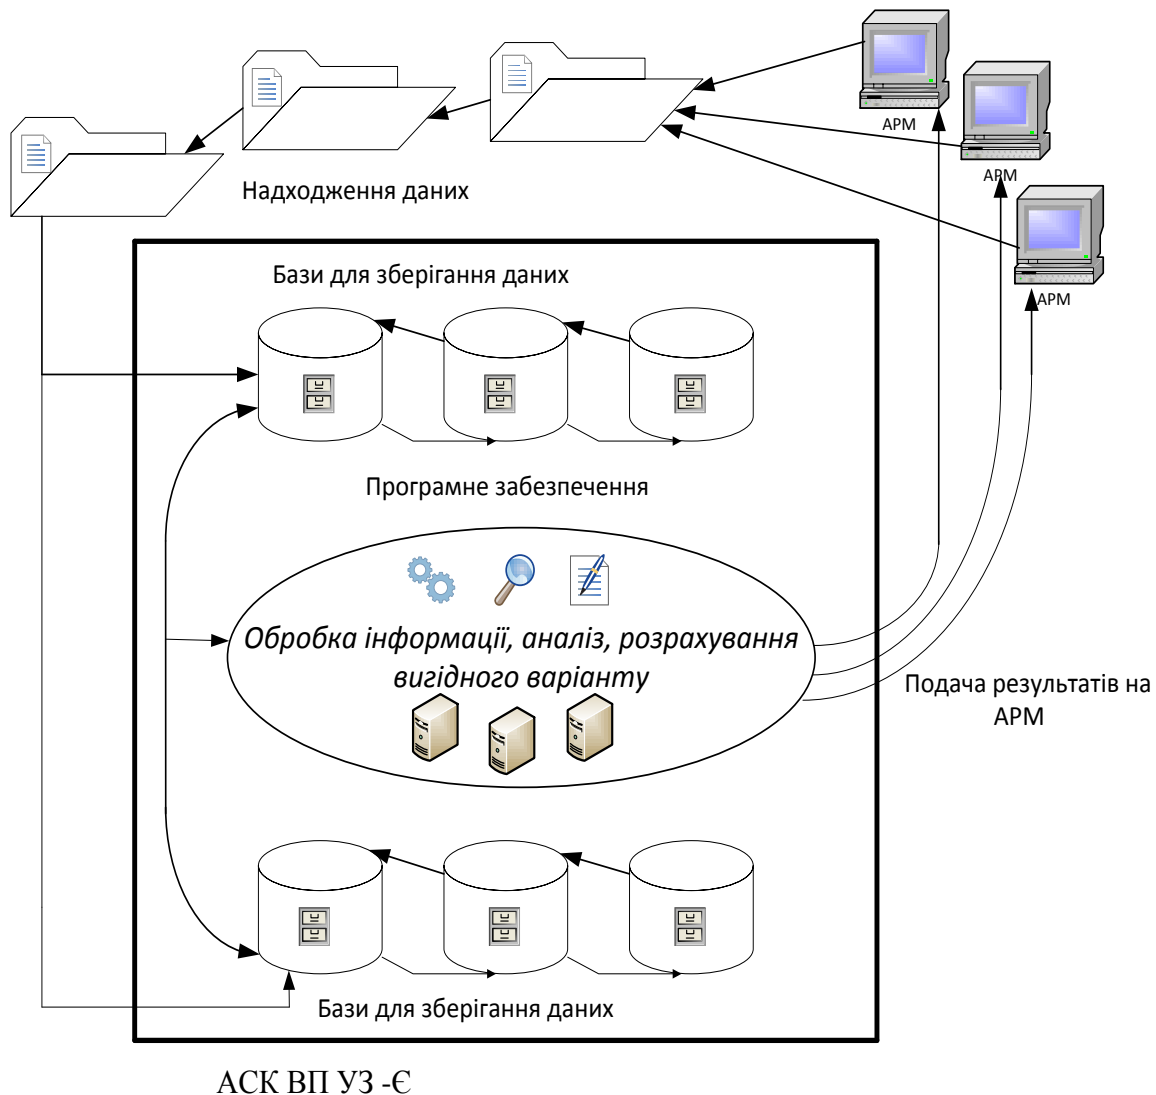 АРМ
АРМ
Надходження даних
АРМ
Бази для зберігання даних
Програмне забезпечення
Обробка інформації, аналіз, розрахування
вигідного варіанту
Подача результатів на
АРМ
Бази для зберігання даних
АСК ВП УЗ -Є